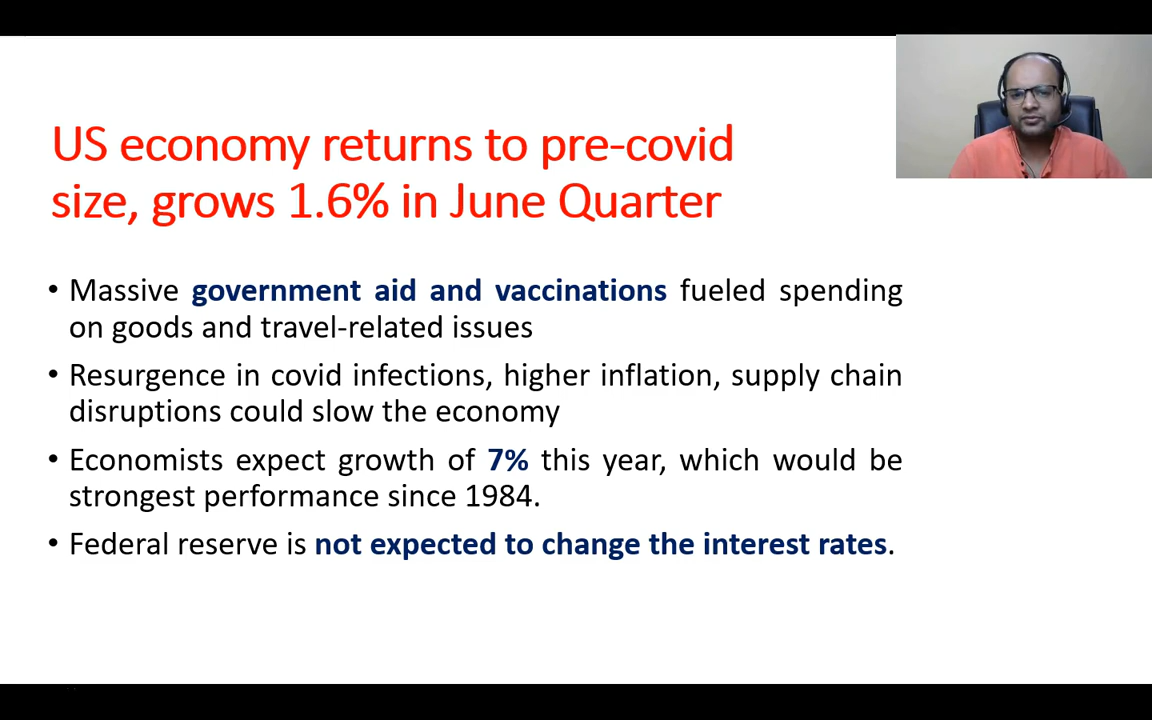 US economy returns to pre-covid
size, grows 1.6% in June Quarter
• Massive government aid and vaccinations fueled spending
on goods and travel-related issues
• Resurgence in covid infections, higher inflation, supply chain
disruptions could slow the economy
• Economists expect growth of 7% this year, which would be
strongest performance since 1984.
• Federal reserve is not expected to change the interest rates.